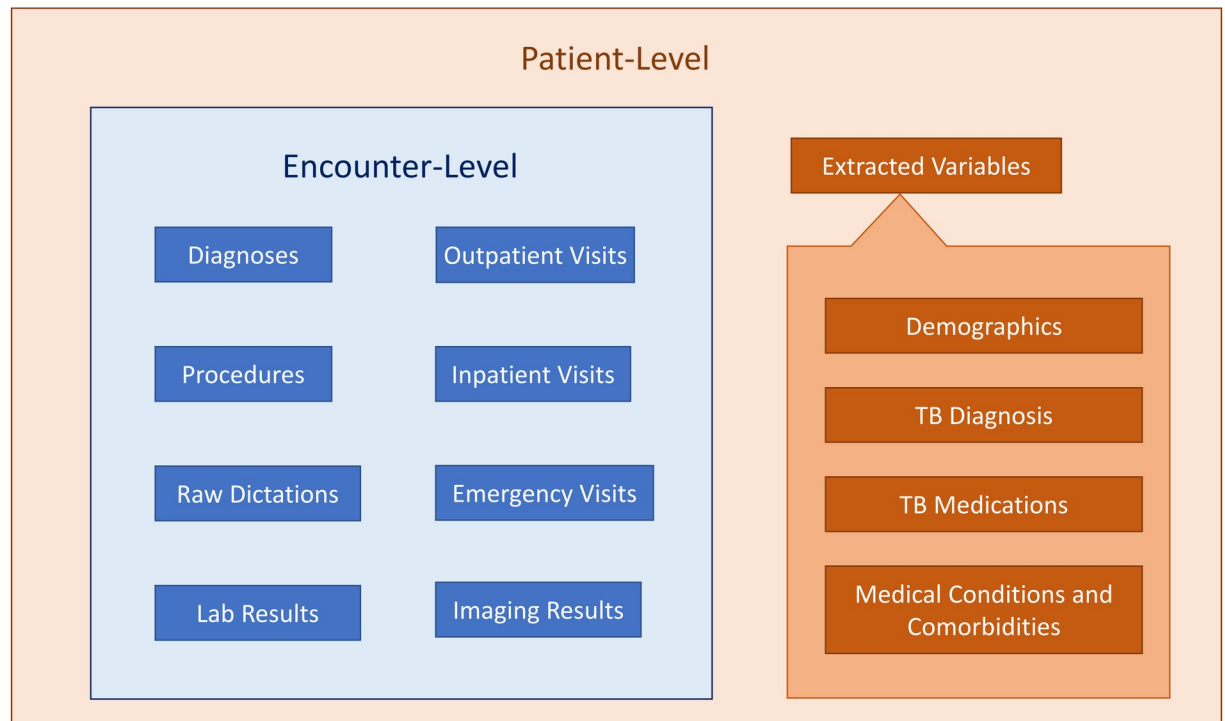 Patient-Level
Encounter-Level
Diagnoses
Outpatient Visits
Procedures
Inpatient Visits
Raw Dictations
Emergency Visits
Lab Results
Imaging Results
Extracted Variables
Demographics
TB Diagnosis
TB Medications
Medical Conditions and
Comorbidities